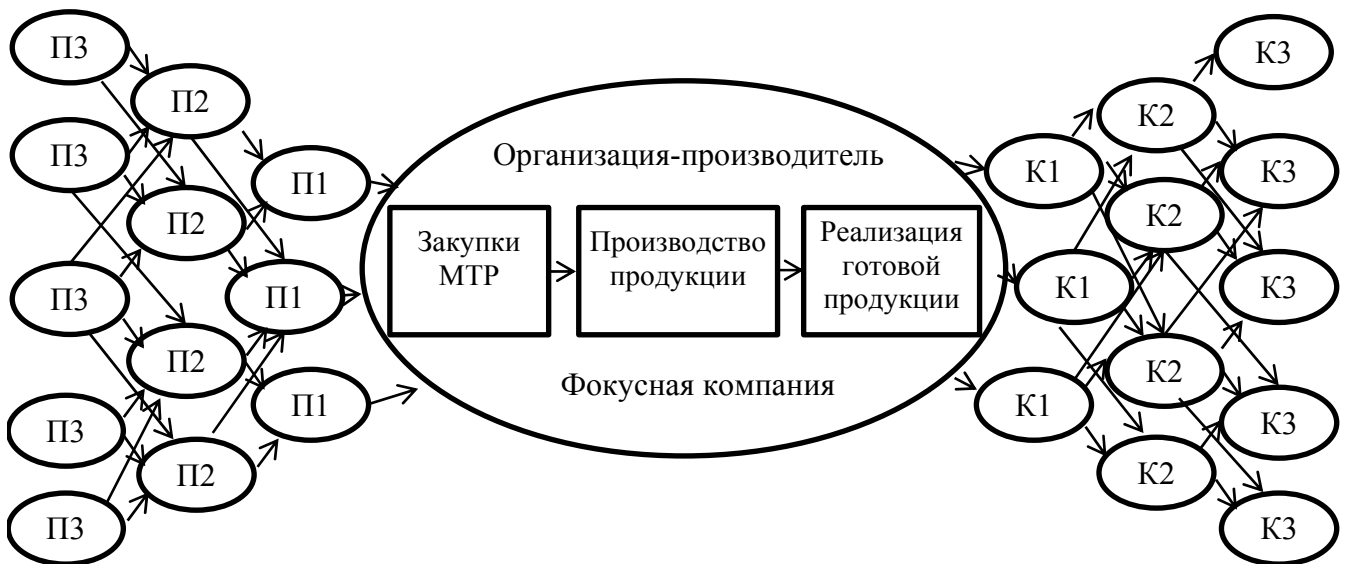 П3
П3
П3
П3
П3
П2
П2
П2
П2
П1
П1
П1
Организация-производитель
Закупки
МТР
Производство
продукции
Реализация
готовой
продукции
Фокусная компания
К1
К1
К1
К2
К2
К2
К2
К3
К3
К3
К3
К3